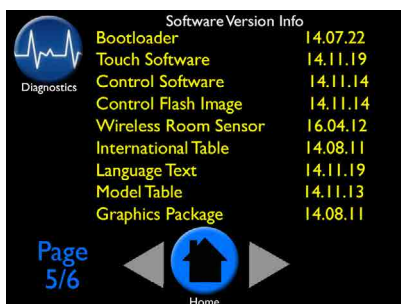 Software Version Info
Bootloader 14.07.22
Touch Software 14.11.19
Diagnostics
Control Software 14.11.14
Control Flash Image 14.11.14
Wireless Room Sensor 16.04.12
International Table 14.08.11
Language Text 14.11.19
Model Table 14.11.13
Graphics Package 14.08.11
Page
5/6
Home